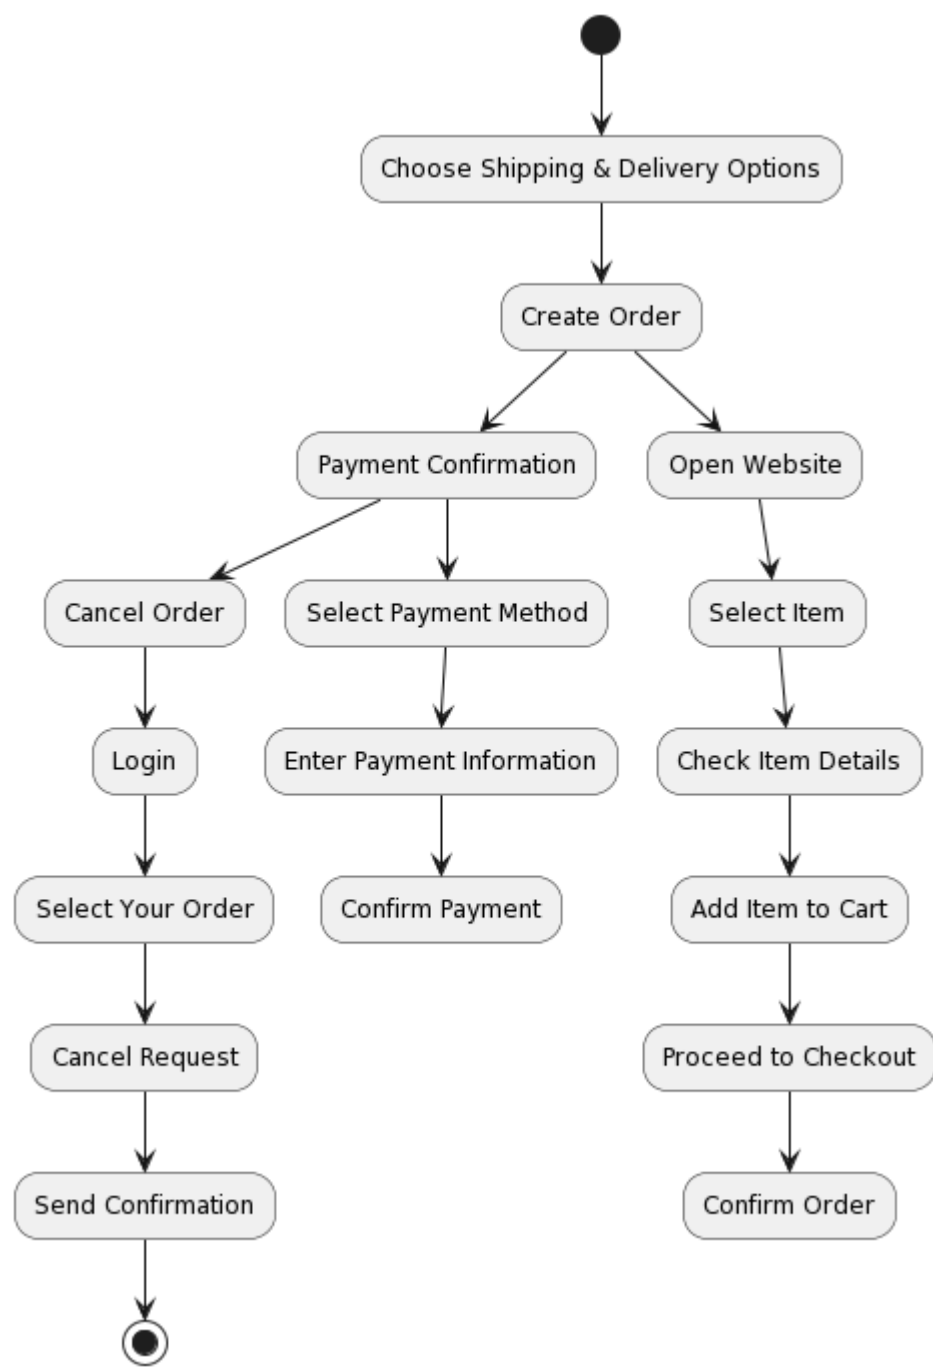 Choose Shipping & Delivery Options
Create Order
Payment Confirmation
Open Website
Cancel Order
Select Payment Method
Select Item
Login
Enter Payment Information
Check Item Details
Select Your Order
Confirm Payment
Add Item to Cart
Cancel Request
Proceed to Checkout
Send Confirmation
Confirm Order